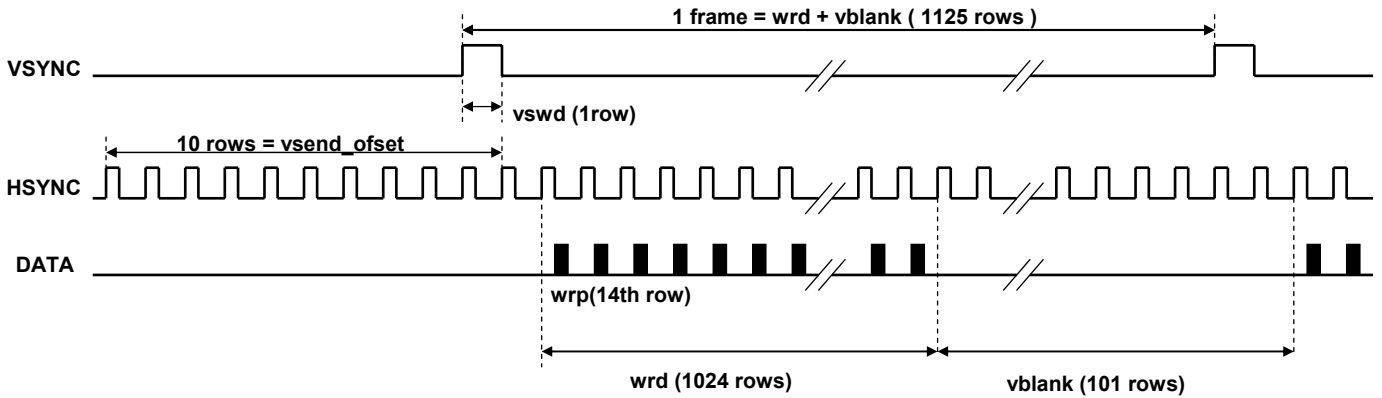 1 frame = wrd + vblank ( 1125 rows )
VSYNC
vswd (1row)
10 rows = vsend_ofset
HSYNC
DATA
wrp(14th row)
wrd (1024 rows)
vblank (101 rows)